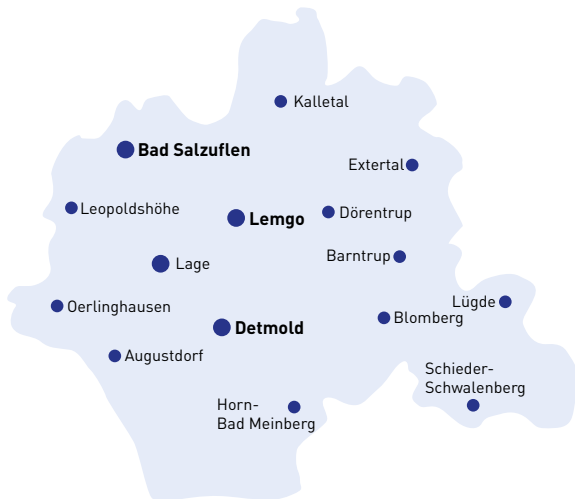 Kalletal
Bad Salzuflen
Extertal
Leopoldshöhe
Lemgo
Dörentrup
Barntrup
Lage
Oerlinghausen
Lügde
Blomberg
Detmold
Augustdorf
Schieder-
Schwalenberg
Horn-
Bad Meinberg